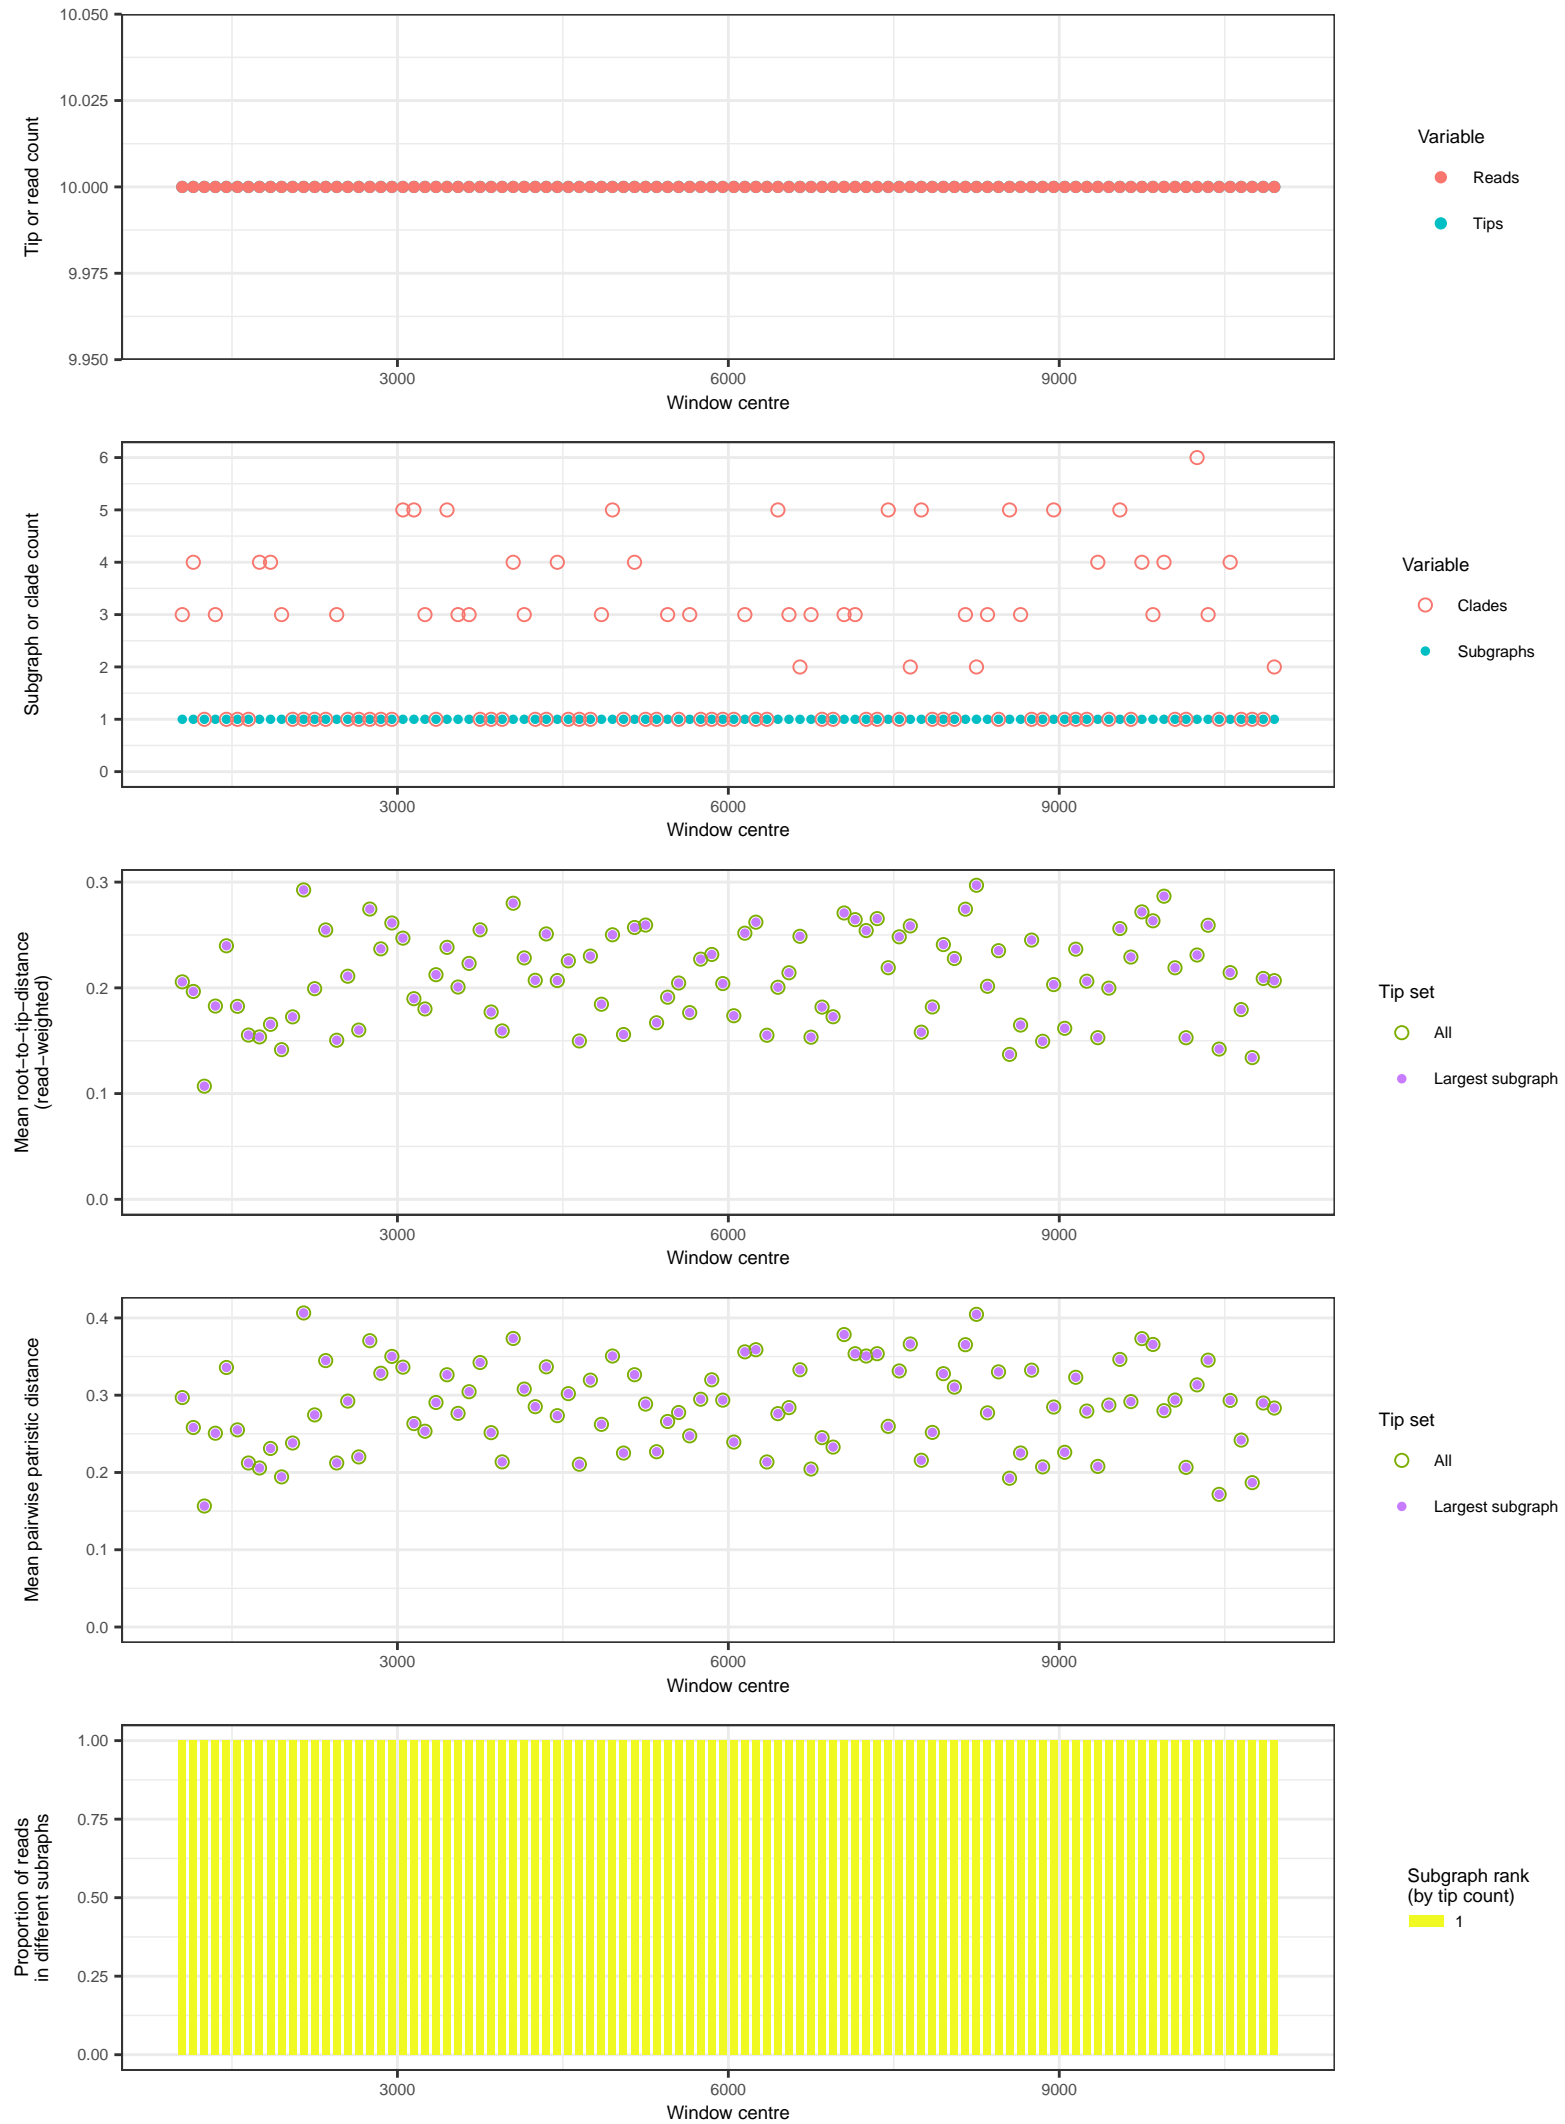 10.050
10.025
10.000
9.975
9.950
Tip or read count
3000
6000
9000
Window centre
Variable
Reads
Tips
6
5
4
3
2
1
0
Subgraph or clade count
3000
6000
9000
Window centre
Variable
Clades
Subgraphs
0.3
0.2
0.1
0.0
Mean root−to−tip−distance
(read−weighted)
3000
6000
9000
Window centre
Tip set
All
Largest subgraph
0.4
0.3
0.2
0.1
0.0
Mean pairwise patristic distance
3000
6000
9000
Window centre
Tip set
All
Largest subgraph
1.00
0.75
0.50
0.25
0.00
Proportion of reads
in different subraphs
3000
6000
9000
Window centre
Subgraph rank
(by tip count)
1